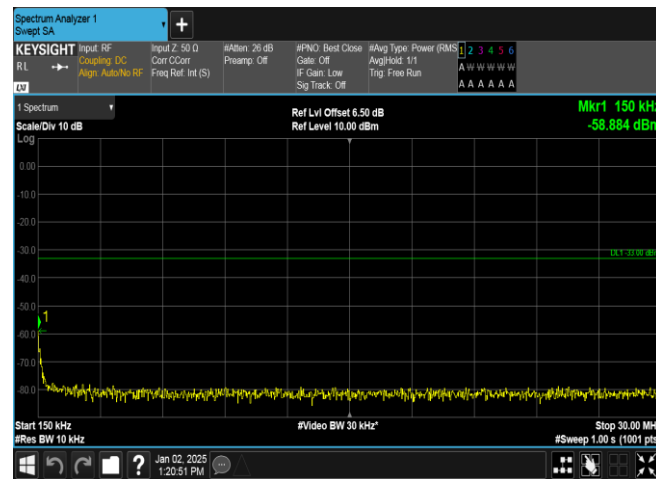 Spectrum Analyzer 1
Swept SA
+
KEYSIGHT
RL
LXI
Input: RF
Coupling: DC
Align: Auto/No RF
Input Z: 50 Ω
Corr CCorr
Freq Ref: Int (S)
#Atten: 26 dB
Preamp: Off
#PNO: Best Close
Gate: Off
IF Gain: Low
Sig Track: Off
#Avg Type: Power (RMS
Avg|Hold: 1/1
Trig: Free Run
1 2 3 4 5 6
A W W W W W
A A A A A A
1 Spectrum
Scale/Div 10 dB
Log
Ref Lvl Offset 6.50 dB
Ref Level 10.00 dBm
Mkr1 150 kHz
-58.884 dBm
0.00
-10.0
-20.0
-30.0
DL1 -33.00 dBm
-40.0
-50.0
1
-60.0
-70.0
-80.0
Start 150 kHz
#Res BW 10 kHz
#Video BW 30 kHz*
Stop 30.00 MH
#Sweep 1.00 s (1001 pts
?
Jan 02, 2025
1:20:51 PM